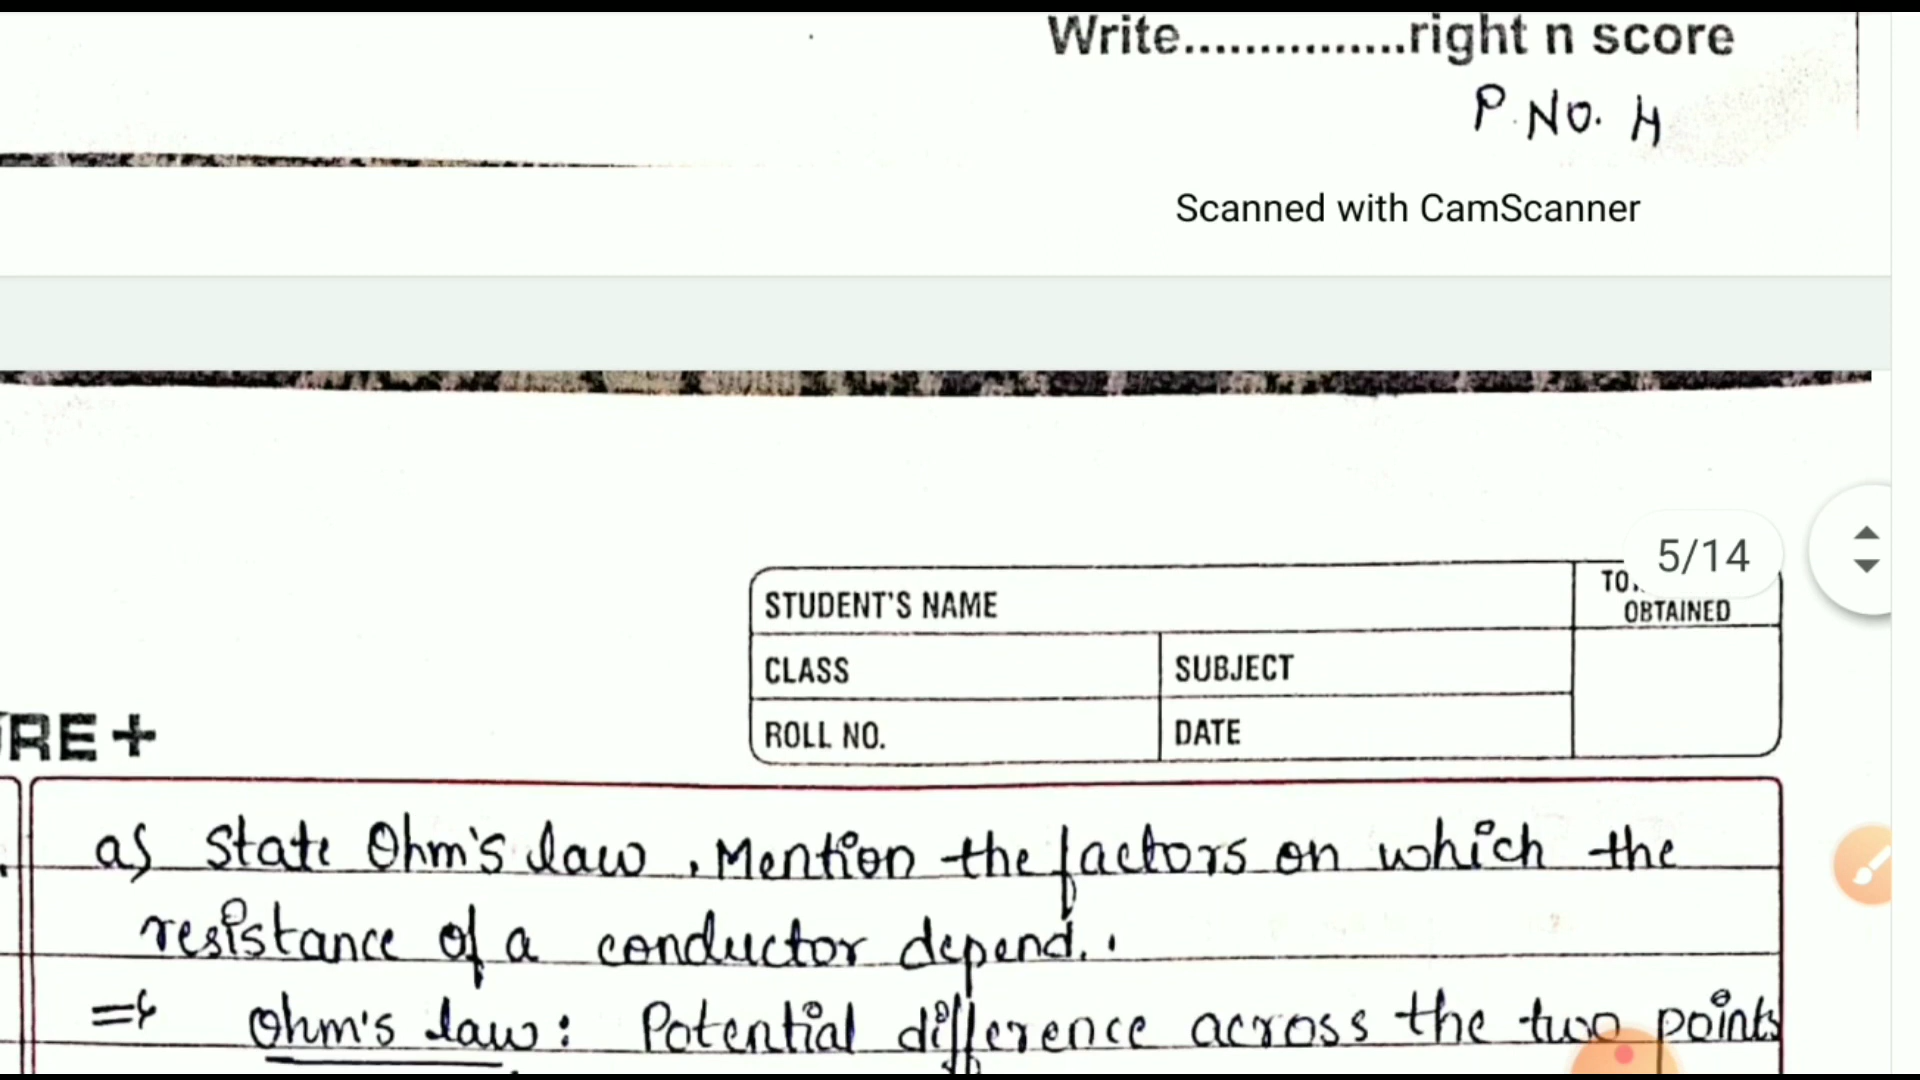 Write...............right n score
P. No. 4
Scanned with CamScanner
5/14
STUDENT'S NAME
OBTAINED
CLASS
SUBJECT
ROLL NO.
DATE
RE+
a) State Ohm's law, Mention the factors on which the
resistance of a conductor depend.
=> Ohm's law: Potential difference across the two points